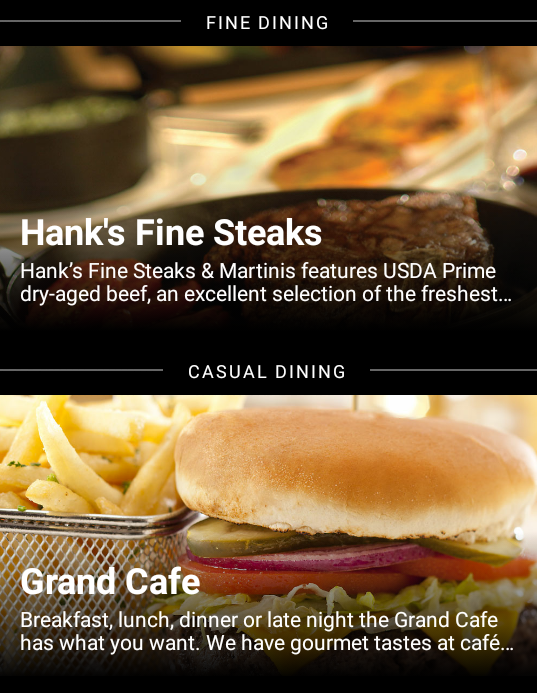 FINE DINING
Hank's Fine Steaks
Hank’s Fine Steaks & Martinis features USDA Prime
dry-aged beef, an excellent selection of the freshest...
CASUAL DINING
Grand Cafe
Breakfast, lunch, dinner or late night the Grand Cafe
has what you want. We have gourmet tastes at café...